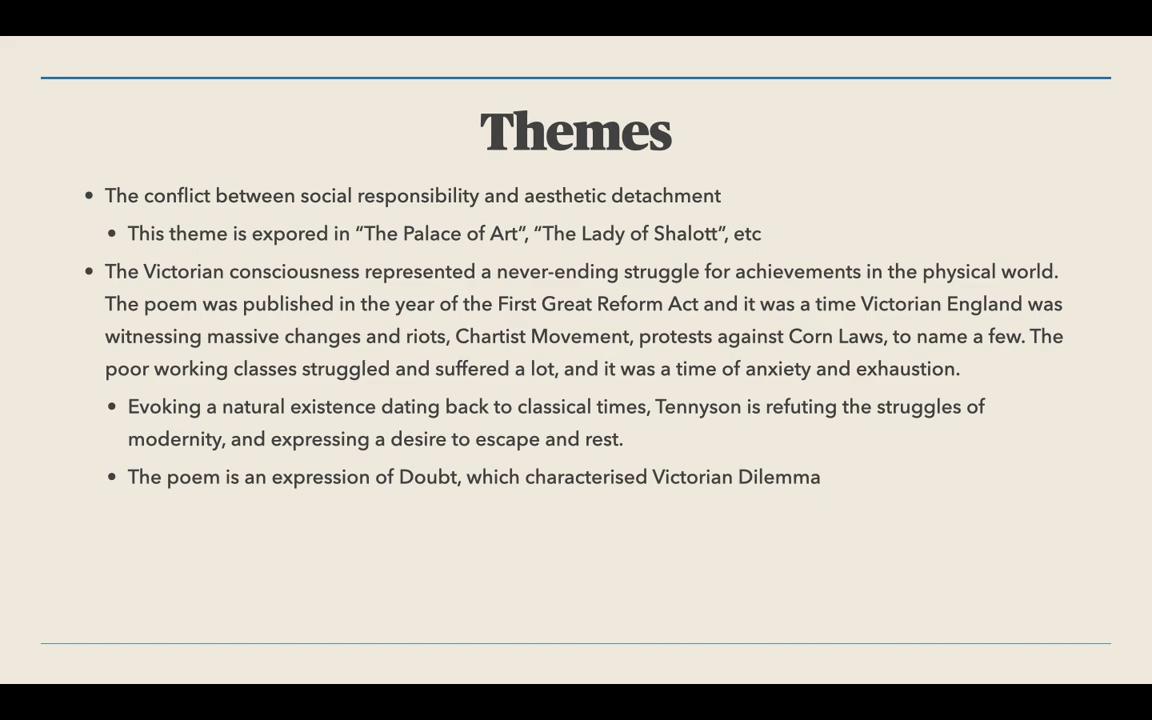 Themes
• The conflict between social responsibility and aesthetic detachment
• This theme is expored in “The Palace of Art”, “The Lady of Shalott”, etc
• The Victorian consciousness represented a never-ending struggle for achievements in the physical world.
The poem was published in the year of the First Great Reform Act and it was a time Victorian England was
witnessing massive changes and riots, Chartist Movement, protests against Corn Laws, to name a few. The
poor working classes struggled and suffered a lot, and it was a time of anxiety and exhaustion.
• Evoking a natural existence dating back to classical times, Tennyson is refuting the struggles of
modernity, and expressing a desire to escape and rest.
• The poem is an expression of Doubt, which characterised Victorian Dilemma